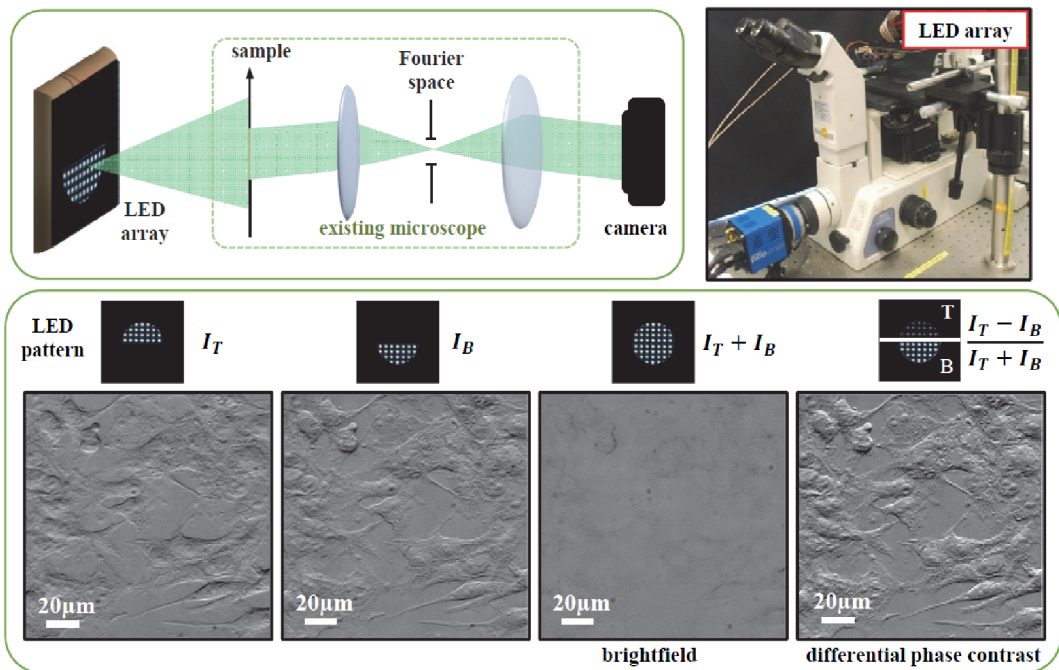 sample
Fourier
space
LED
array
existing microscope
camera
LED array
LED
pattern
I_T
I_B
I_T + I_B
T
B
I_T − I_B
I_T + I_B
20μm
20μm
20μm
20μm
brightfield
differential phase contrast